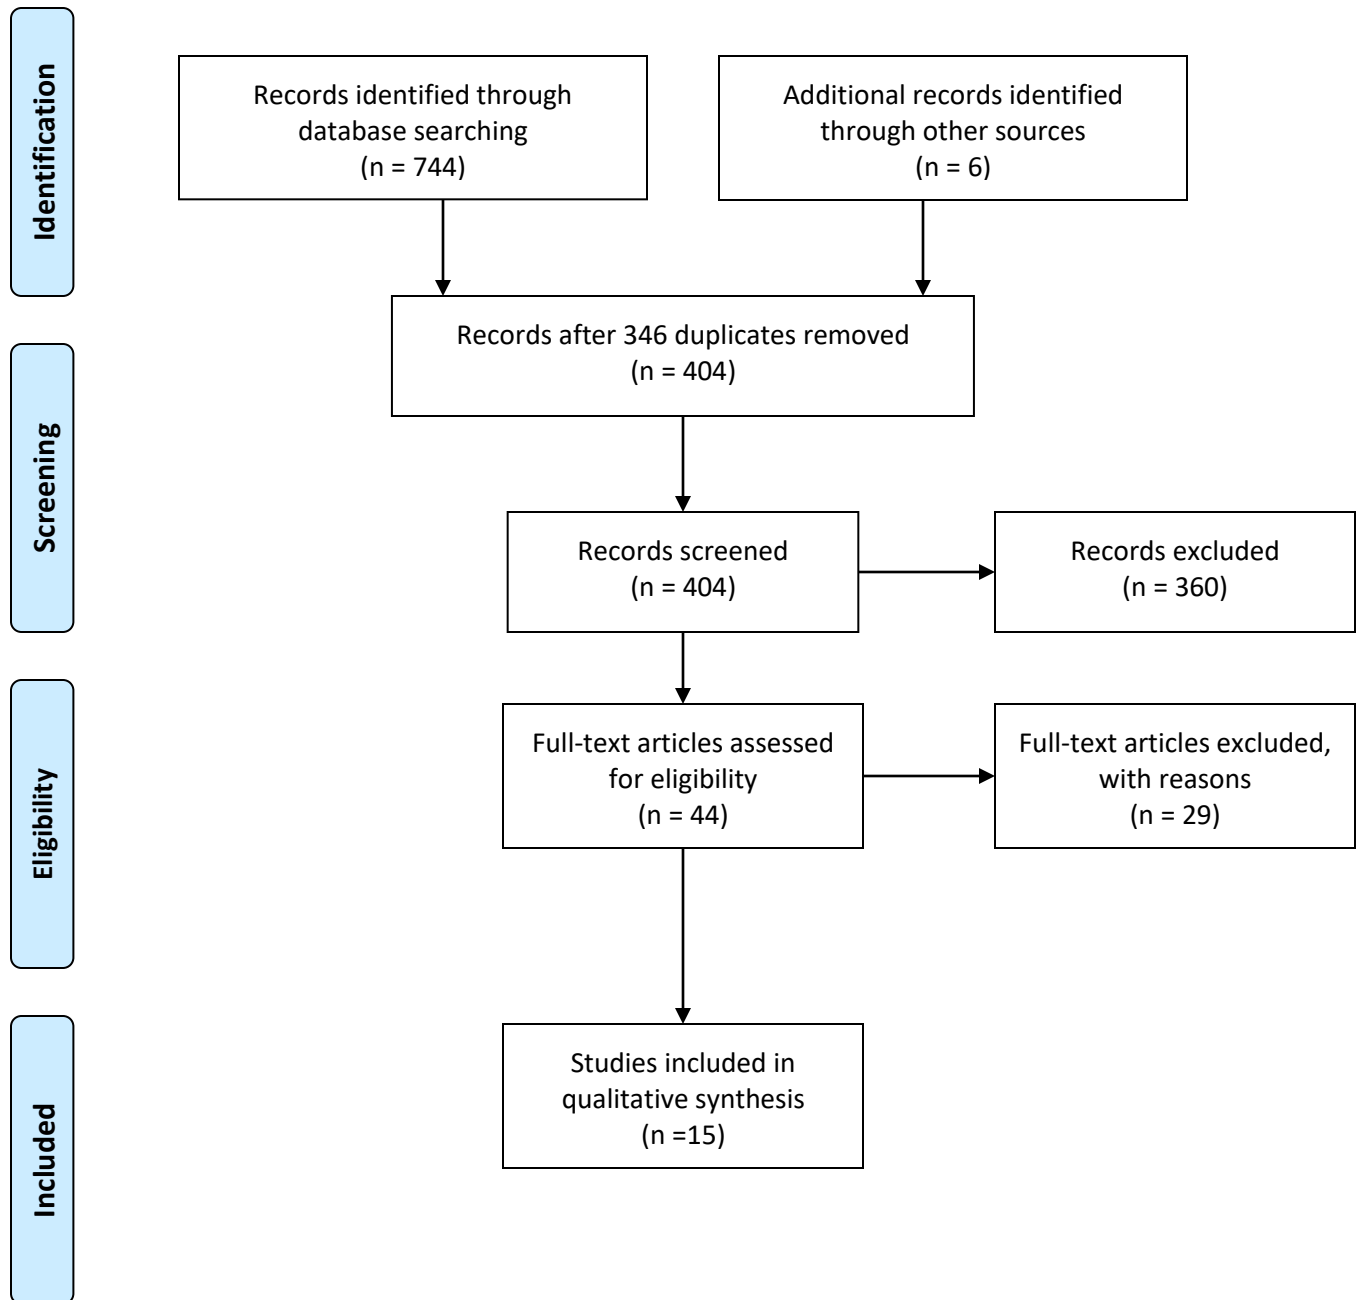 Identification
Records identified through
database searching
(n = 744)
Additional records identified
through other sources
(n = 6)
Records after 346 duplicates removed
(n = 404)
Screening
Records screened
(n = 404)
Records excluded
(n = 360)
Eligibility
Full-text articles assessed
for eligibility
(n = 44)
Full-text articles excluded,
with reasons
(n = 29)
Included
Studies included in
qualitative synthesis
(n =15)